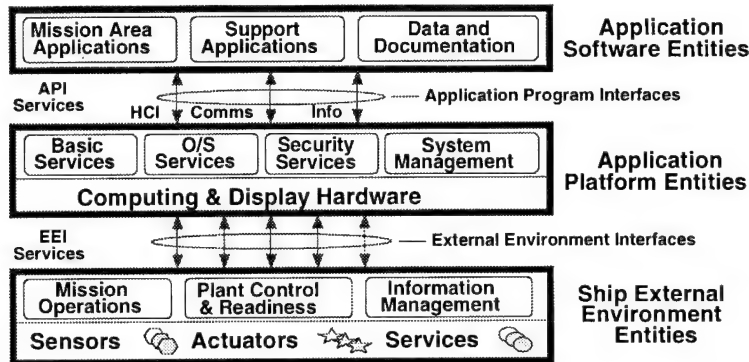 Mission Area
Applications
Support
Applications
Data and
Documentation
Application
Software Entities
API
Services
HCI
Comms
Info
Application Program Interfaces
Basic
Services
O/S
Services
Security
Services
System
Management
Computing & Display Hardware
Application
Platform Entities
EEI
Services
External Environment Interfaces
Mission
Operations
Plant Control
& Readiness
Information
Management
Sensors
Actuators
Services
Ship External
Environment
Entities